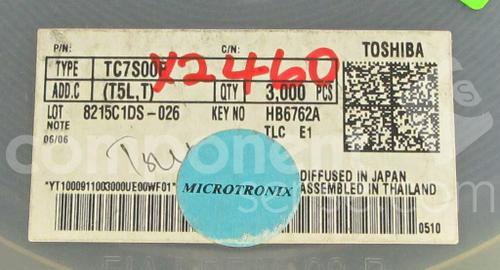 P/N: C/N: TOSHIBA
TYPE TC7S00F X2460
ADD.C (T5L,T) QTY 3,000 PCS
LOT 8215C1DS-026 KEY NO HB6762A
NOTE TLC E1
06/06
MICROTRONIX
DIFFUSED IN JAPAN
"YT1000911003000UE00WF01" ASSEMBLED IN THAILAND
0510